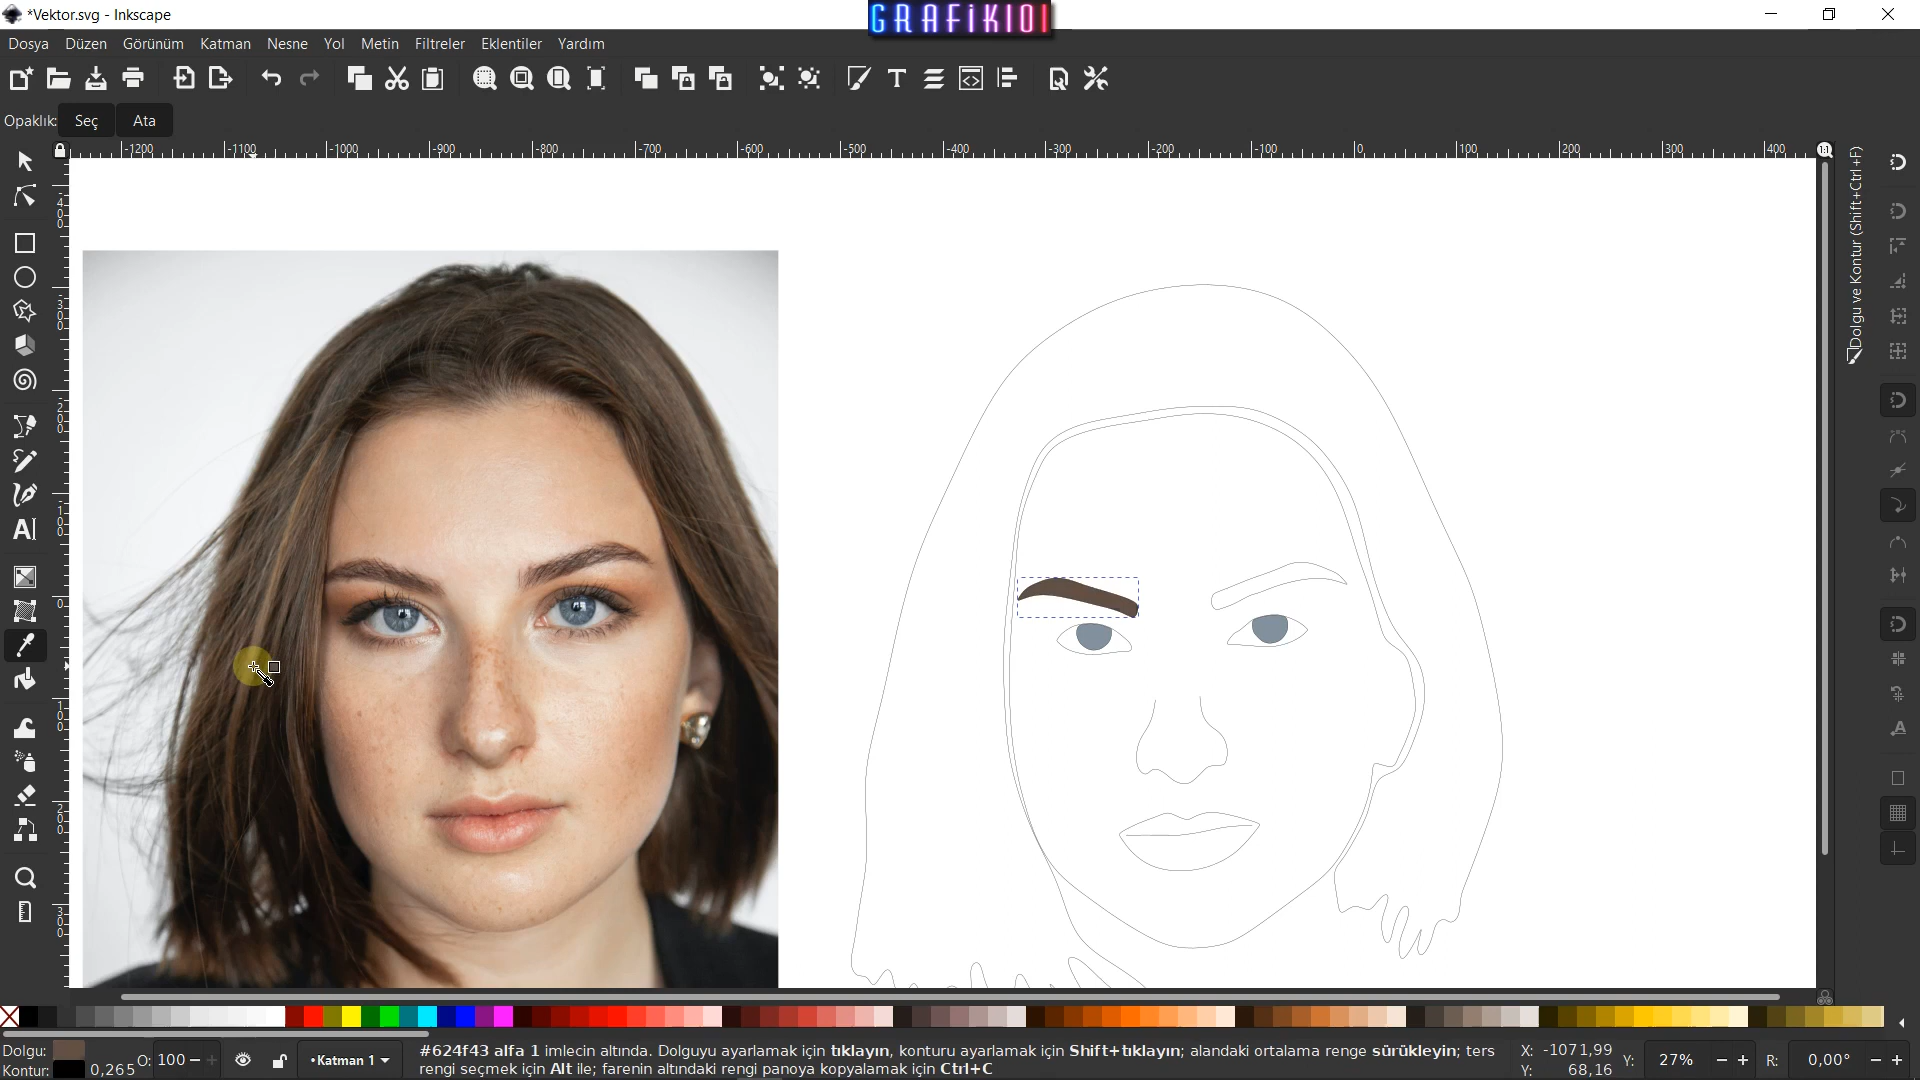 *Vektor.svg - Inkscape
GRAFİK101
Dosya Düzen Görünüm Katman Nesne Yol Metin Filtreler Eklentiler Yardım
Opaklık: Seç Ata
-1200 -1100 -1000 -900 -800 -700 -600 -500 -400 -300 -200 -100 0 100 200 300 400
Dolgu ve Kontur (Shift+Ctrl+F)
Dolgu:
Kontur: 0,265
O: 100
•Katman 1
#624f43 alfa 1 imlecin altında. Dolguyu ayarlamak için tıklayın, konturu ayarlamak için Shift+tıklayın; alandaki ortalama renge sürükleyin; ters
rengi seçmek için Alt ile; farenin altındaki rengi panoya kopyalamak için Ctrl+C
X: -1071,99
Y: 68,16
Y: 27%
R: 0,00°